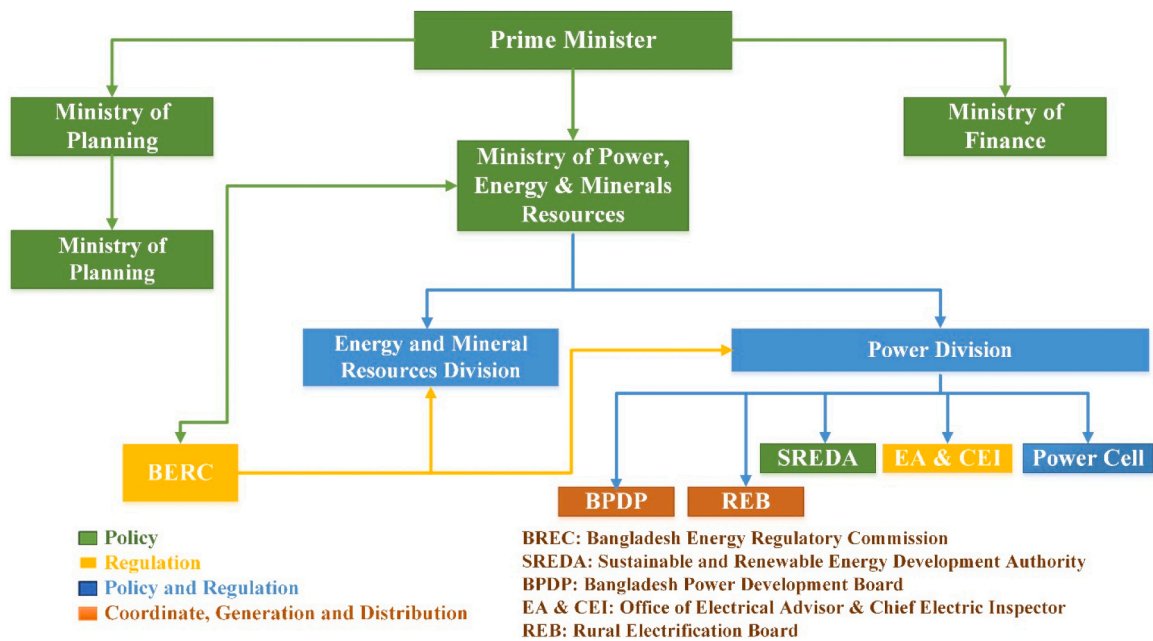 Prime Minister
Ministry of
Planning
Ministry of
Finance
Ministry of Power,
Energy & Minerals
Resources
Ministry of
Planning
Energy and Mineral
Resources Division
Power Division
BERC
SREDA
EA & CEI
Power Cell
BPDP
REB
Policy
Regulation
Policy and Regulation
Coordinate, Generation and Distribution
BREC: Bangladesh Energy Regulatory Commission
SREDA: Sustainable and Renewable Energy Development Authority
BPDP: Bangladesh Power Development Board
EA & CEI: Office of Electrical Advisor & Chief Electric Inspector
REB: Rural Electrification Board